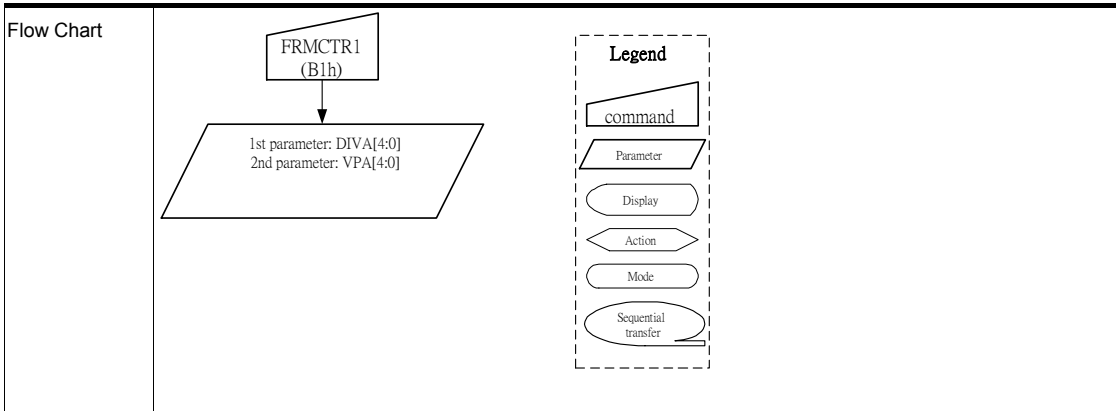 Flow Chart
FRMCTR1
(B1h)
1st parameter: DIVA[4:0]
2nd parameter: VPA[4:0]
Legend
command
Parameter
Display
Action
Mode
Sequential
transfer